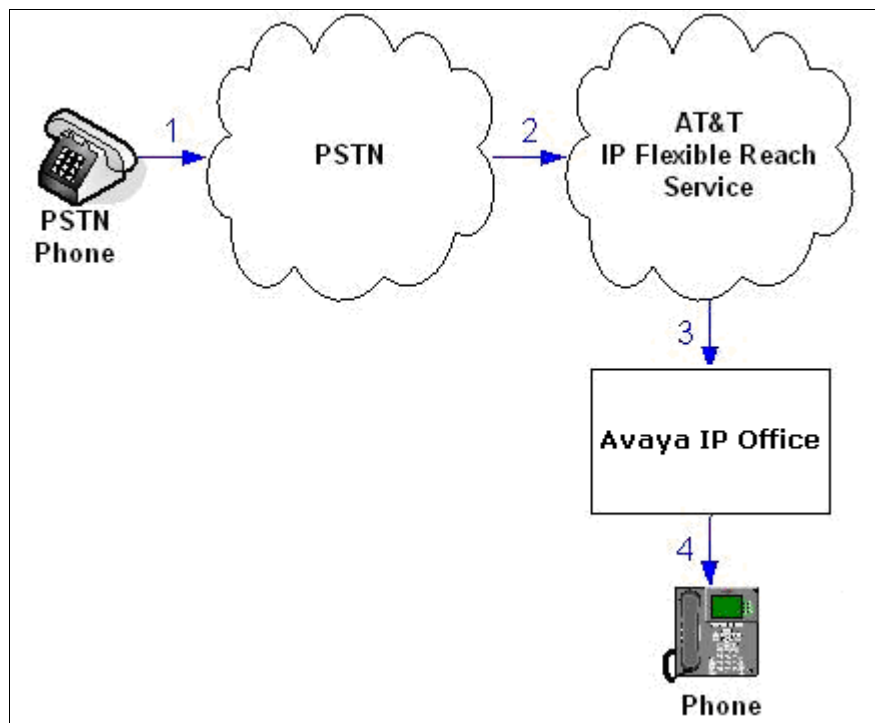 1
2
PSTN
Phone
PSTN
AT&T
IP Flexible Reach
Service
3
Avaya IP Office
4
Phone